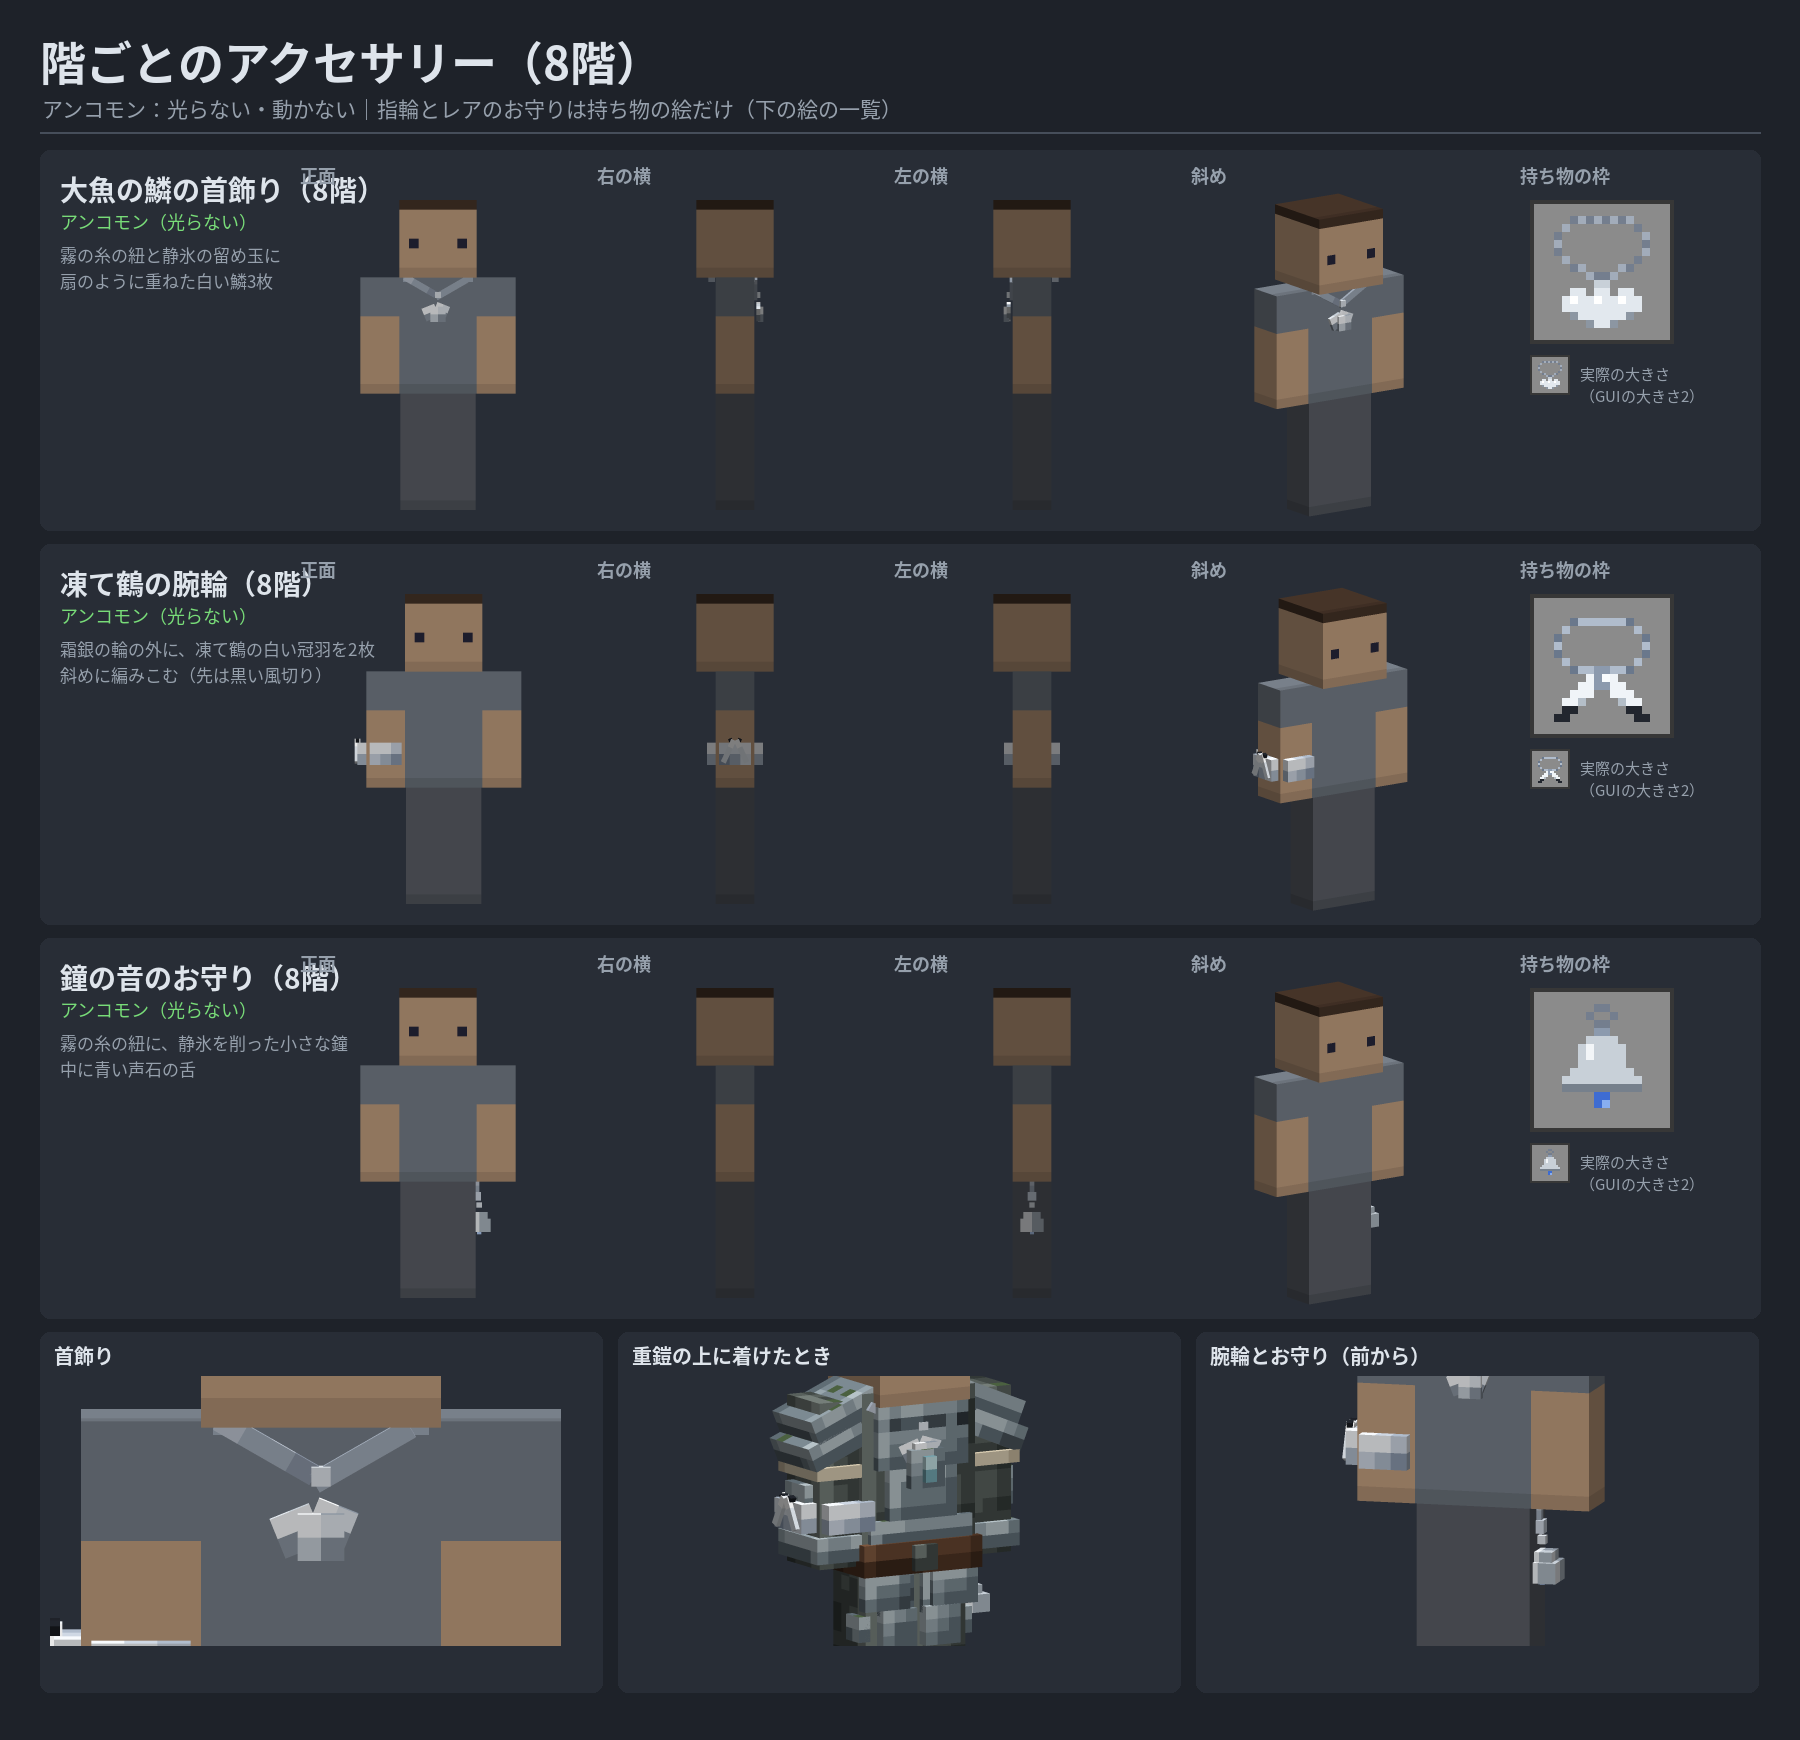 階ごとのアクセサリー（8階）
アンコモン：光らない・動かない｜指輪とレアのお守りは持ち物の絵だけ（下の絵の一覧）
大魚の鱗の首飾り（8階）
正面
右の横
左の横
斜め
持ち物の枠
アンコモン（光らない）
霧の糸の紐と静氷の留め玉に
扇のように重ねた白い鱗3枚
実際の大きさ
（GUIの大きさ2）
凍て鶴の腕輪（8階）
正面
右の横
左の横
斜め
持ち物の枠
アンコモン（光らない）
霜銀の輪の外に、凍て鶴の白い冠羽を2枚
斜めに編みこむ（先は黒い風切り）
実際の大きさ
（GUIの大きさ2）
鐘の音のお守り（8階）
正面
右の横
左の横
斜め
持ち物の枠
アンコモン（光らない）
霧の糸の紐に、静氷を削った小さな鐘
中に青い声石の舌
実際の大きさ
（GUIの大きさ2）
首飾り
重鎧の上に着けたとき
腕輪とお守り（前から）